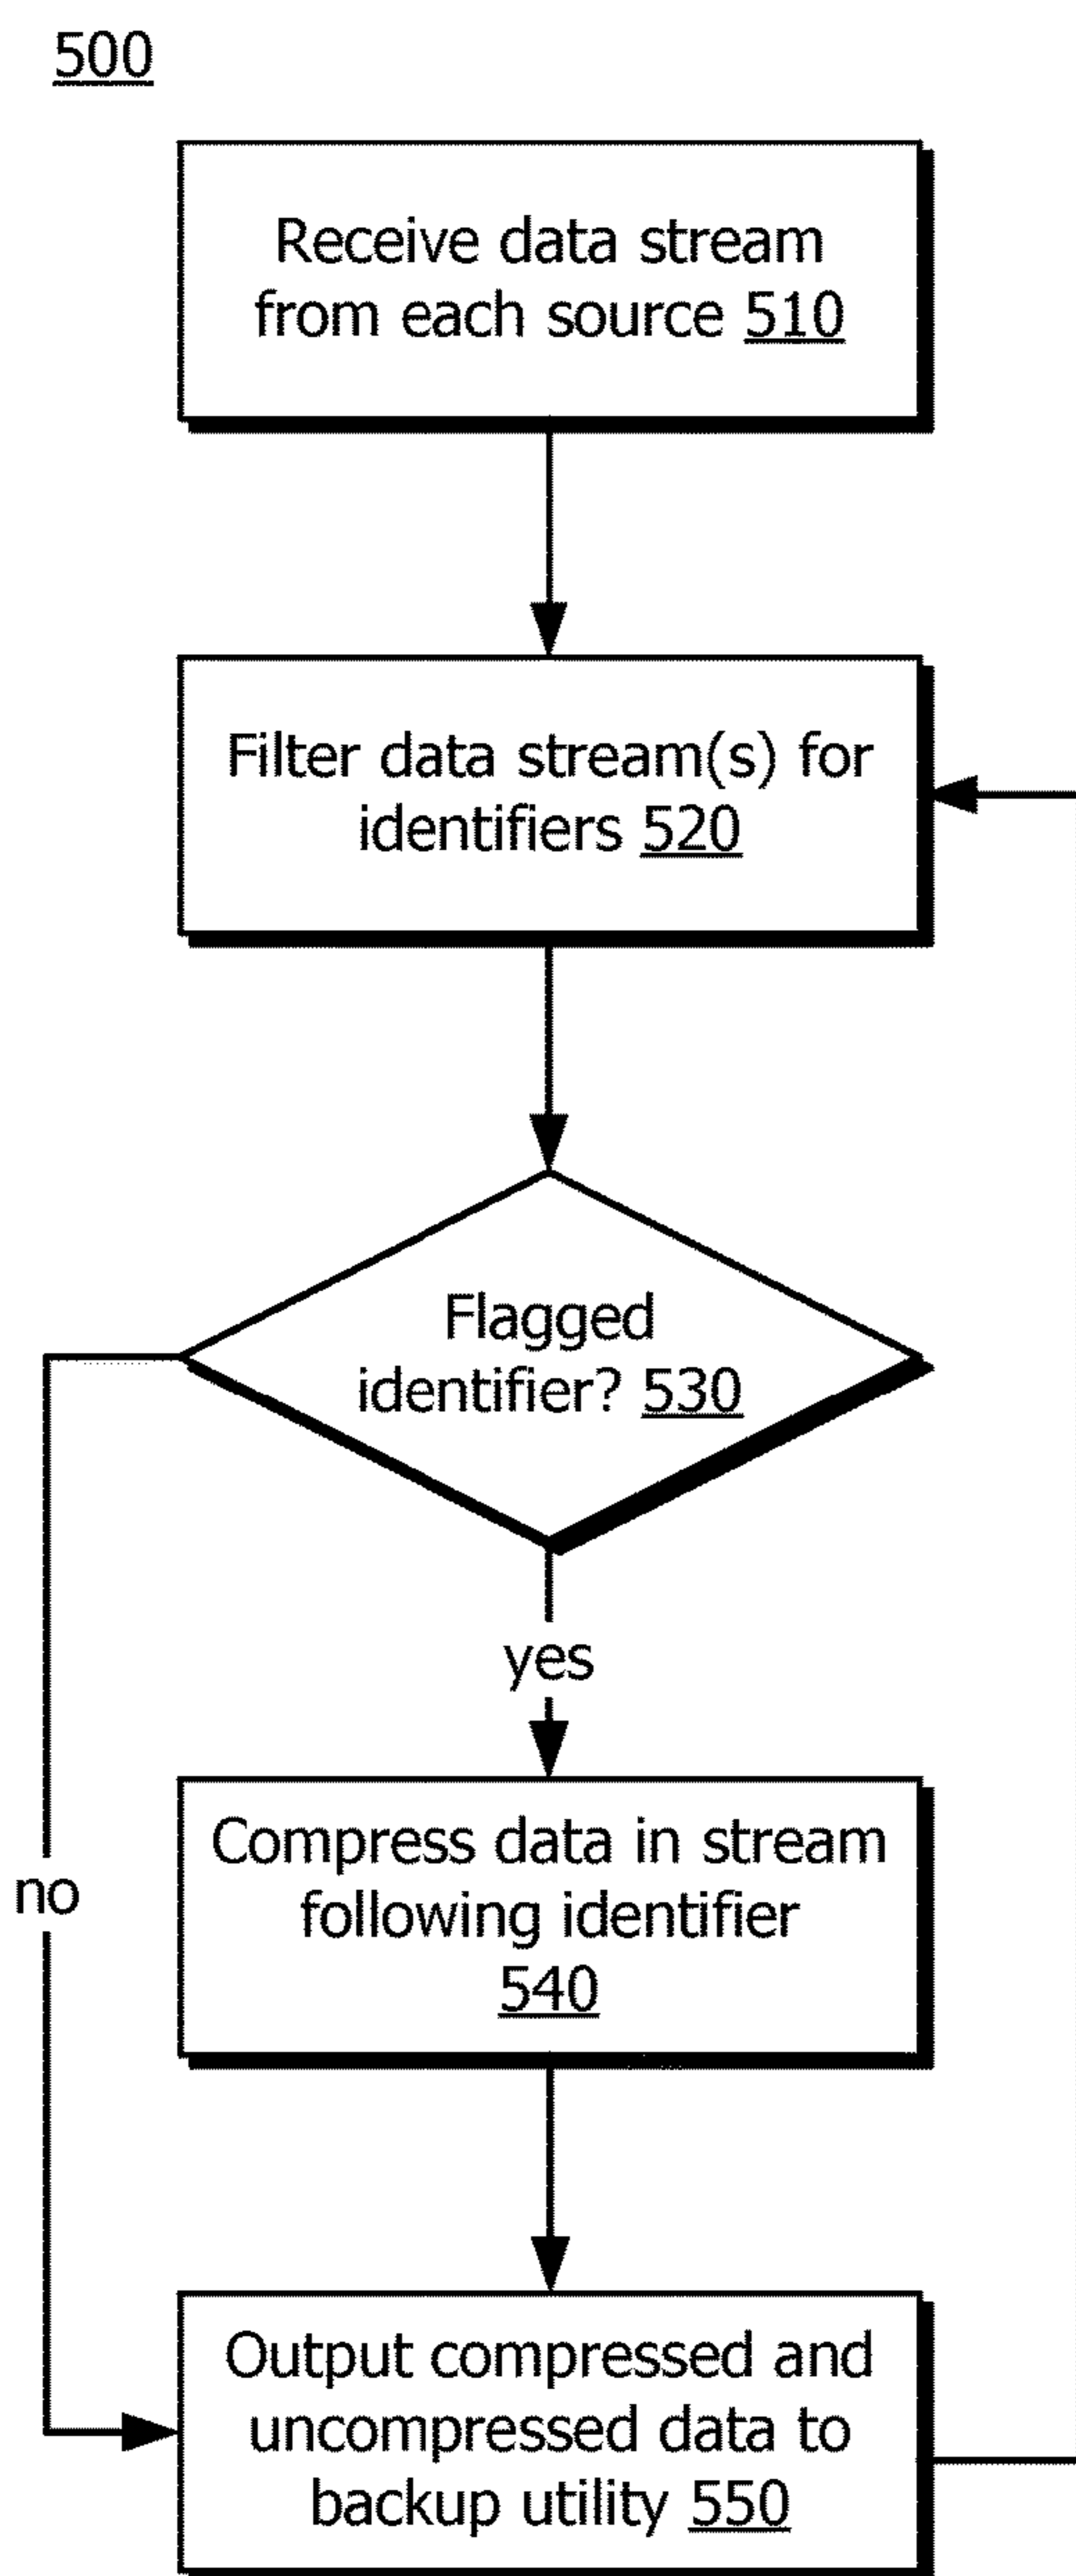 500
Receive data stream
from each source 510
Filter data stream(s) for
identifiers 520
Flagged
identifier? 530
yes
no
Compress data in stream
following identifier
540
Output compressed and
uncompressed data to
backup utility 550